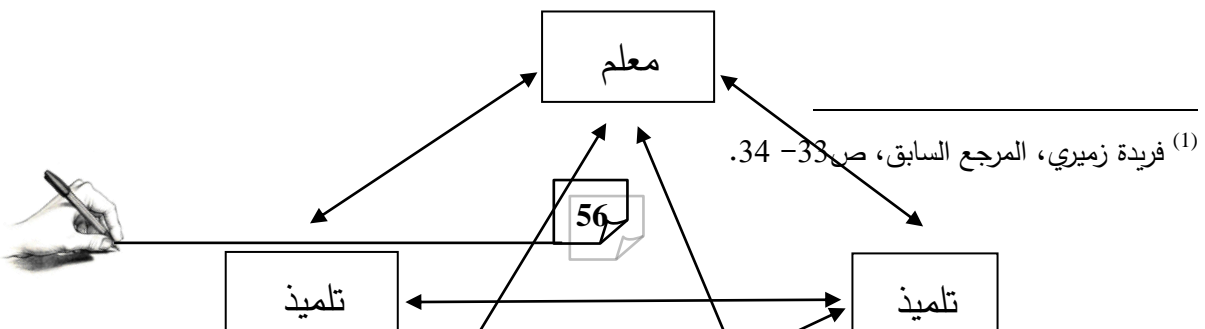 معلم
(1) فريدة زميري، المرجع السابق، ص33- 34.
56
تلميذ
تلميذ